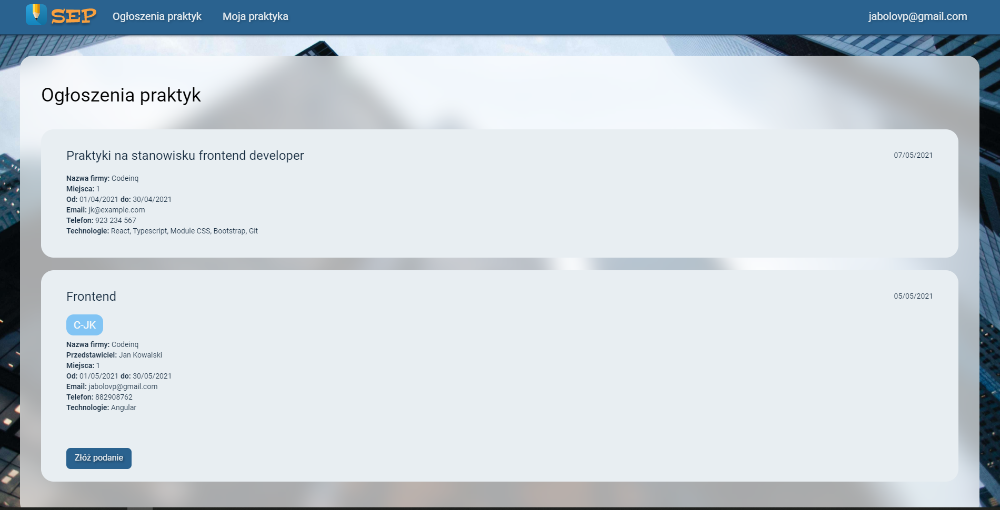 SEP Ogłoszenia praktyk Moja praktyka jabolovp@gmail.com
Ogłoszenia praktyk
Praktyki na stanowisku frontend developer 07/05/2021
Nazwa firmy: Codeinq
Miejsca: 1
Od: 01/04/2021 do: 30/04/2021
Email: jk@example.com
Telefon: 923 234 567
Technologie: React, Typescript, Module CSS, Bootstrap, Git
Frontend 05/05/2021
C-JK
Nazwa firmy: Codeinq
Przedstawiciel: Jan Kowalski
Miejsca: 1
Od: 01/05/2021 do: 30/05/2021
Email: jabolovp@gmail.com
Telefon: 882908762
Technologie: Angular
Złóż podanie